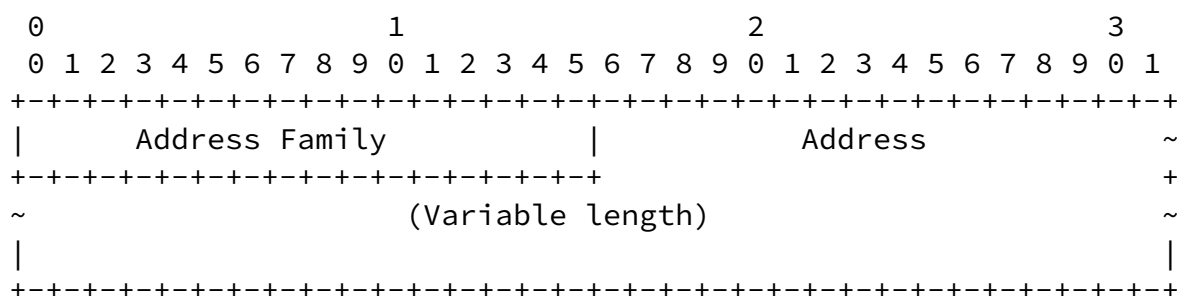 0                   1                   2                   3
 0 1 2 3 4 5 6 7 8 9 0 1 2 3 4 5 6 7 8 9 0 1 2 3 4 5 6 7 8 9 0 1
+-+-+-+-+-+-+-+-+-+-+-+-+-+-+-+-+-+-+-+-+-+-+-+-+-+-+-+-+-+-+-+-+
|      Address Family           |           Address             ~
+-+-+-+-+-+-+-+-+-+-+-+-+-+-+-+-+                               +
~                     (Variable length)                         ~
|                                                               |
+-+-+-+-+-+-+-+-+-+-+-+-+-+-+-+-+-+-+-+-+-+-+-+-+-+-+-+-+-+-+-+-+